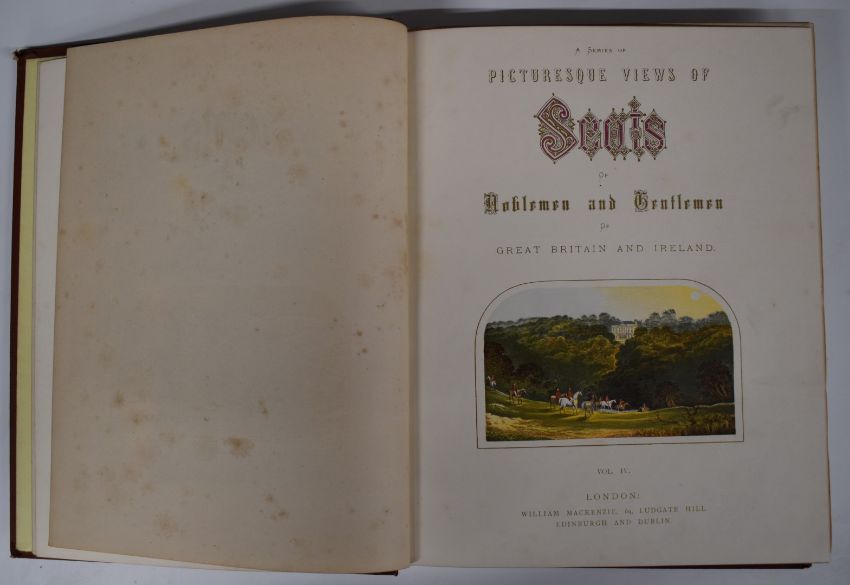 A SERIES OF
PICTURESQUE VIEWS OF
Seats
OF
Noblemen and Gentlemen
OF
GREAT BRITAIN AND IRELAND.
VOL. IV.
LONDON:
WILLIAM MACKENZIE, 69, LUDGATE HILL
EDINBURGH AND DUBLIN.